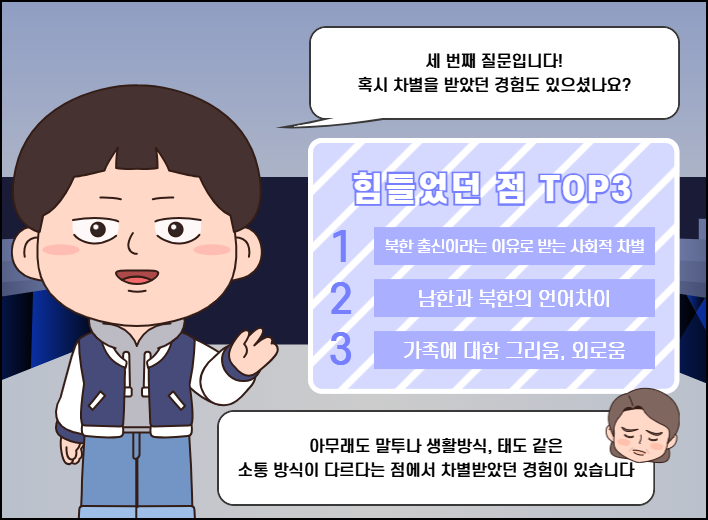 세 번째 질문입니다!
혹시 차별을 받았던 경험도 있으셨나요?
힘들었던 점 TOP3
1 북한 출신이라는 이유로 받는 사회적 차별
2 남한과 북한의 언어차이
3 가족에 대한 그리움, 외로움
아무래도 말투나 생활방식, 태도 같은
소통 방식이 다르다는 점에서 차별받았던 경험이 있습니다